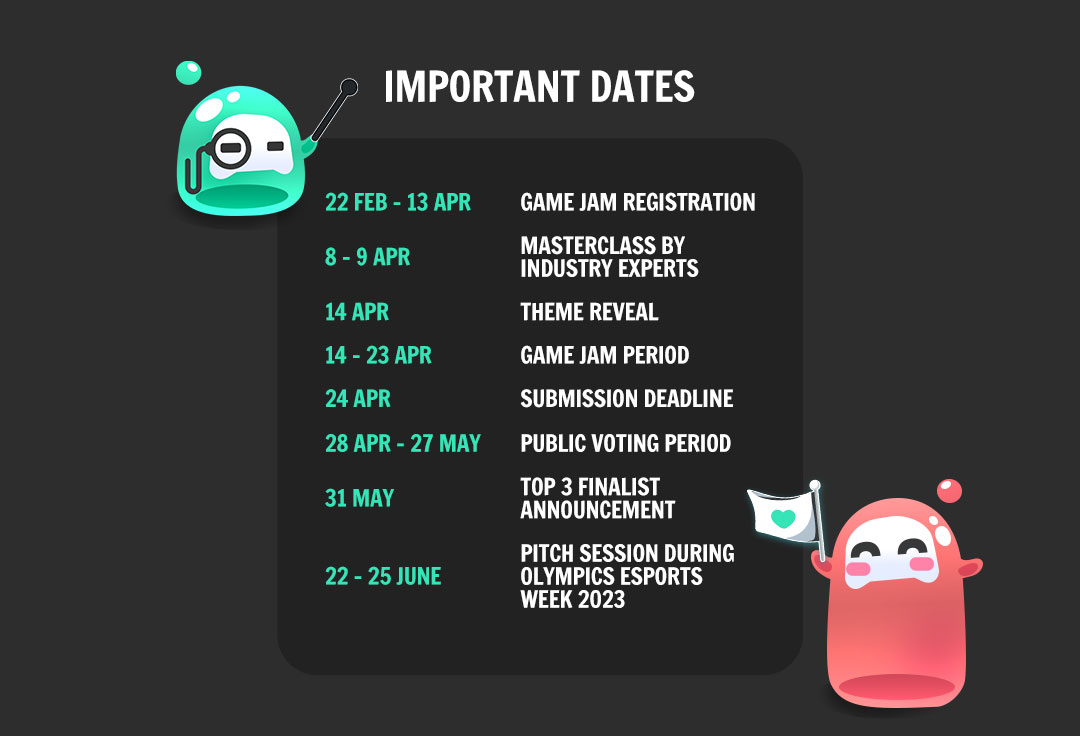 IMPORTANT DATES
22 FEB - 13 APR
GAME JAM REGISTRATION
8 - 9 APR
MASTERCLASS BY
INDUSTRY EXPERTS
14 APR
THEME REVEAL
14 - 23 APR
GAME JAM PERIOD
24 APR
SUBMISSION DEADLINE
28 APR - 27 MAY
PUBLIC VOTING PERIOD
31 MAY
TOP 3 FINALIST
ANNOUNCEMENT
22 - 25 JUNE
PITCH SESSION DURING
OLYMPICS ESPORTS
WEEK 2023